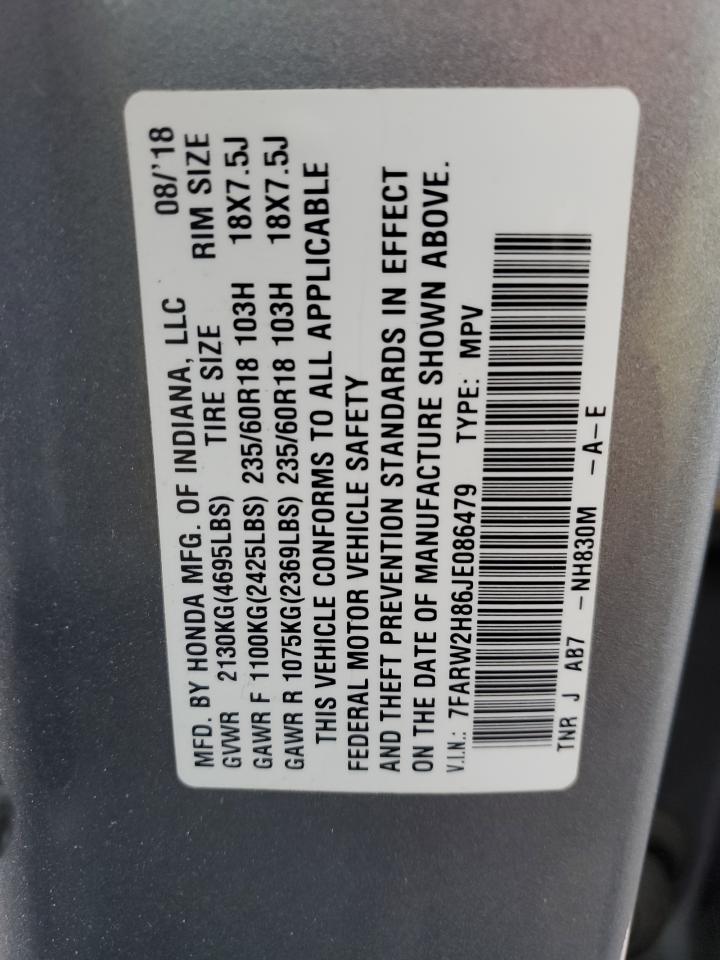 MFD. BY HONDA MFG. OF INDIANA, LLC 08/'18
GVWR 2130KG(4695LBS) TIRE SIZE RIM SIZE
GAWR F 1100KG(2425LBS) 235/60R18 103H 18X7.5J
GAWR R 1075KG(2369LBS) 235/60R18 103H 18X7.5J
THIS VEHICLE CONFORMS TO ALL APPLICABLE
FEDERAL MOTOR VEHICLE SAFETY
AND THEFT PREVENTION STANDARDS IN EFFECT
ON THE DATE OF MANUFACTURE SHOWN ABOVE.
V.I.N.: 7FARW2H86JE086479 TYPE: MPV
TNR J AB7 -NH830M -A-E